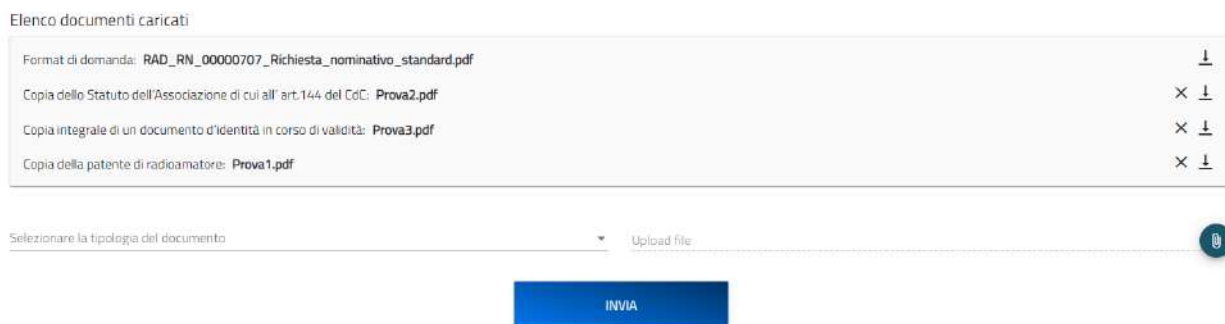 Elenco documenti caricati
Format di domanda: RAD_RN_00000707_Richiesta_nominativo_standard.pdf
Copia dello Statuto dell'Associazione di cui all' art.144 del CdC: Prova2.pdf
Copia integrale di un documento d'identità in corso di validità: Prova3.pdf
Copia della patente di radioamatore: Prova1.pdf
Selezionare la tipologia del documento
Upload file
INVIA